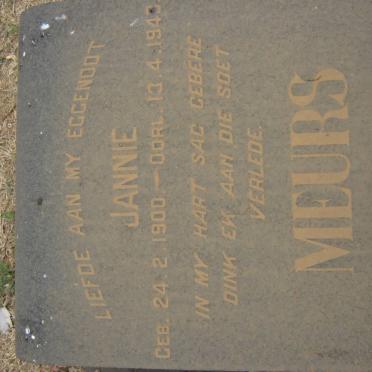 LIEFDE AAN MY EGGENOOT
JANNIE
GEB. 24. 2. 1900 — OORL. 13. 4. 194
IN MY HART SAG GEBÊRE
DINK EK AAN DIE SOET
VERLEDE.
MEURS